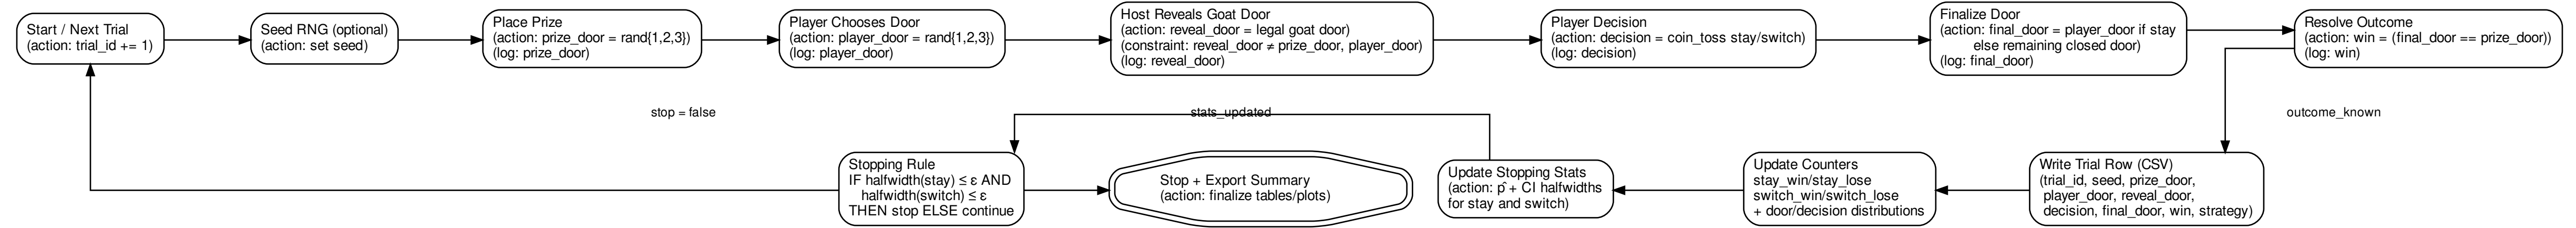 Start / Next Trial
(action: trial_id += 1)
Seed RNG (optional)
(action: set seed)
Place Prize
(action: prize_door = rand{1,2,3})
(log: prize_door)
Player Chooses Door
(action: player_door = rand{1,2,3})
(log: player_door)
Host Reveals Goat Door
(action: reveal_door = legal goat door)
(constraint: reveal_door ≠ prize_door, player_door)
(log: reveal_door)
Player Decision
(action: decision = coin_toss stay/switch)
(log: decision)
Finalize Door
(action: final_door = player_door if stay
else remaining closed door)
(log: final_door)
Resolve Outcome
(action: win = (final_door == prize_door))
(log: win)
stop = false
stats_updated
outcome_known
Stopping Rule
IF halfwidth(stay) ≤ ε AND
halfwidth(switch) ≤ ε
THEN stop ELSE continue
Stop + Export Summary
(action: finalize tables/plots)
Update Stopping Stats
(action: p̂ + CI halfwidths
for stay and switch)
Update Counters
stay_win/stay_lose
switch_win/switch_lose
+ door/decision distributions
Write Trial Row (CSV)
(trial_id, seed, prize_door,
player_door, reveal_door,
decision, final_door, win, strategy)